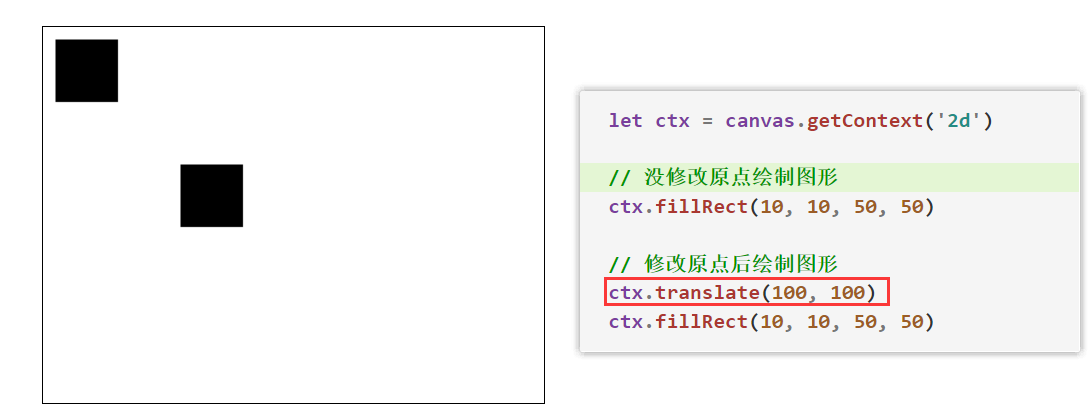 let ctx = canvas.getContext('2d')
// 没修改原点绘制图形
ctx.fillRect(10, 10, 50, 50)
// 修改原点后绘制图形
ctx.translate(100, 100)
ctx.fillRect(10, 10, 50, 50)